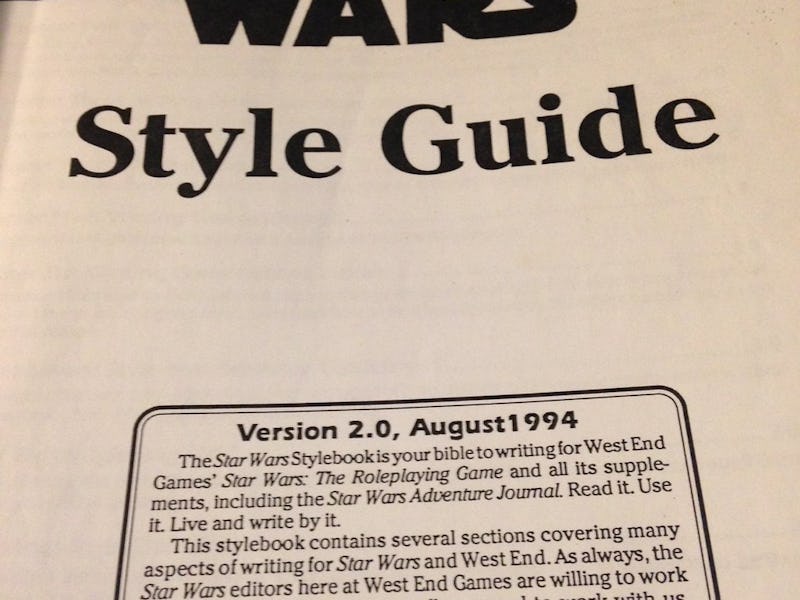 WARS
Style Guide
Version 2.0, August1994
The Star Wars Stylebook is your bible to writing for West End
Games' Star Wars: The Roleplaying Game and all its supple-
ments, including the Star Wars Adventure Journal. Read it. Use
it. Live and write by it.
This stylebook contains several sections covering many
aspects of writing for Star Wars and West End. As always, the
Star Wars editors here at West End Games are willing to work
work with us